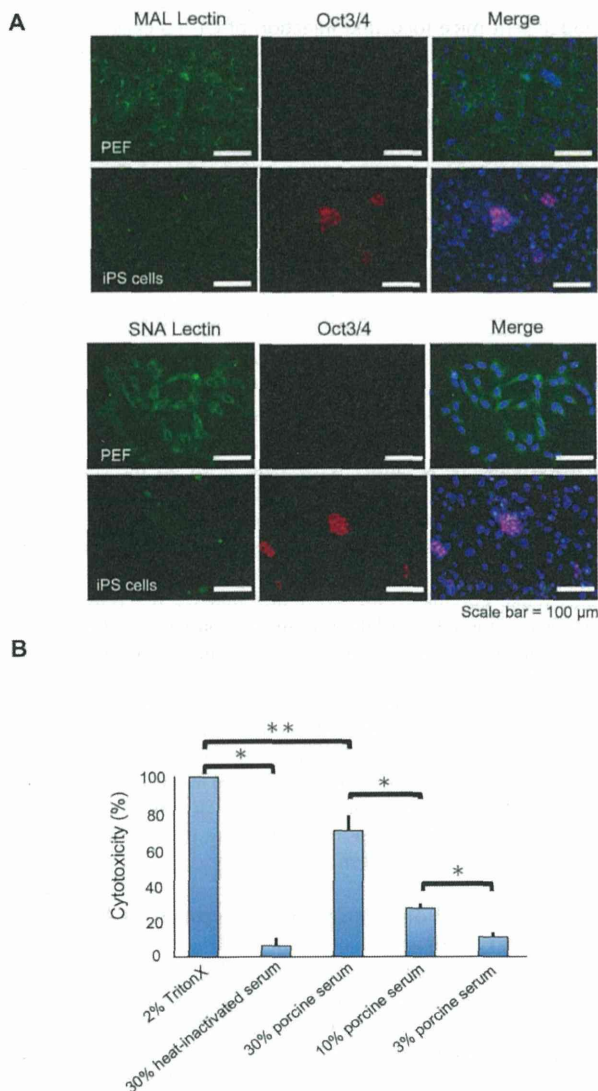 A
MAL Lectin Oct3/4 Merge
PEF
iPS cells
SNA Lectin Oct3/4 Merge
PEF
iPS cells
Scale bar = 100 µm
B
**
*
*
*
Cytotoxicity (%)
100
80
60
40
20
0
2% TritonX
30% heat-inactivated serum
30% porcine serum
10% porcine serum
3% porcine serum